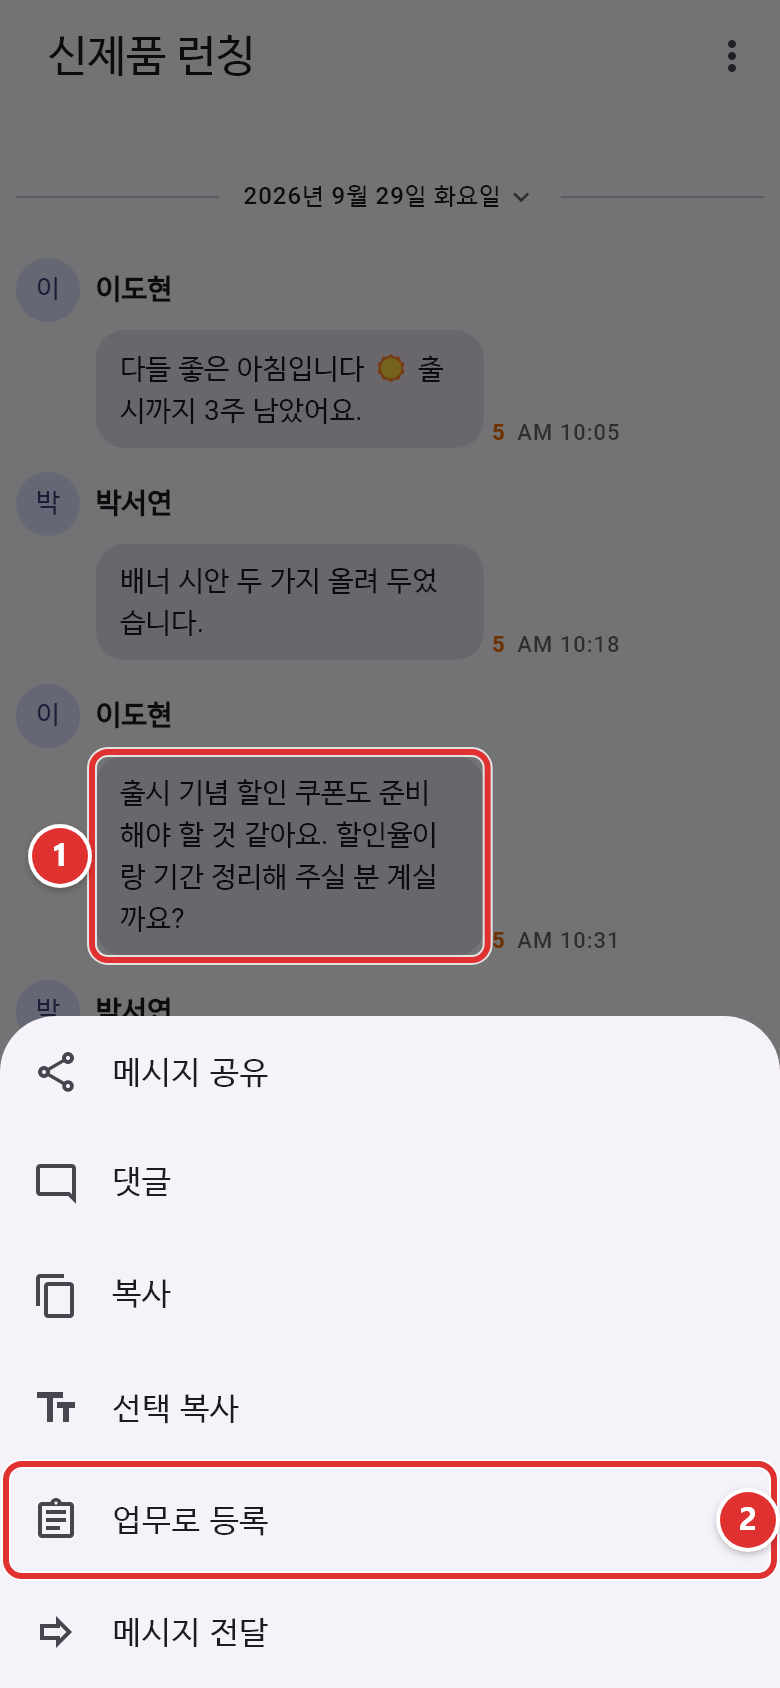 신제품 런칭
2026년 9월 29일 화요일
이
이도현
다들 좋은 아침입니다 🌞 출
시까지 3주 남았어요.
5 AM 10:05
박
박서연
배너 시안 두 가지 올려 두었
습니다.
5 AM 10:18
이
이도현
출시 기념 할인 쿠폰도 준비
해야 할 것 같아요. 할인율이
랑 기간 정리해 주실 분 계실
까요?
1
5 AM 10:31
박
박서연
메시지 공유
댓글
복사
선택 복사
업무로 등록
2
메시지 전달